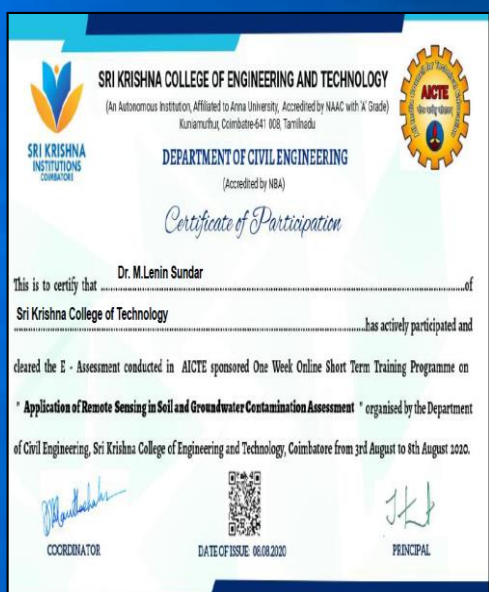 SRI KRISHNA COLLEGE OF ENGINEERING AND TECHNOLOGY
(An Autonomous Institution, Affiliated to Anna University, Accredited by NAAC with 'A' Grade)
Kuniamuthur, Coimbatore-641 008, Tamilnadu
SRI KRISHNA
INSTITUTIONS
COIMBATORE
AICTE
DEPARTMENT OF CIVIL ENGINEERING
(Accredited by NBA)
Certificate of Participation
This is to certify that Dr. M.Lenin Sundar of
Sri Krishna College of Technology has actively participated and
cleared the E - Assessment conducted in AICTE sponsored One Week Online Short Term Training Programme on
" Application of Remote Sensing in Soil and Groundwater Contamination Assessment " organised by the Department
of Civil Engineering, Sri Krishna College of Engineering and Technology, Coimbatore from 3rd August to 8th August 2020.
COORDINATOR
DATE OF ISSUE: 08.08.2020
PRINCIPAL